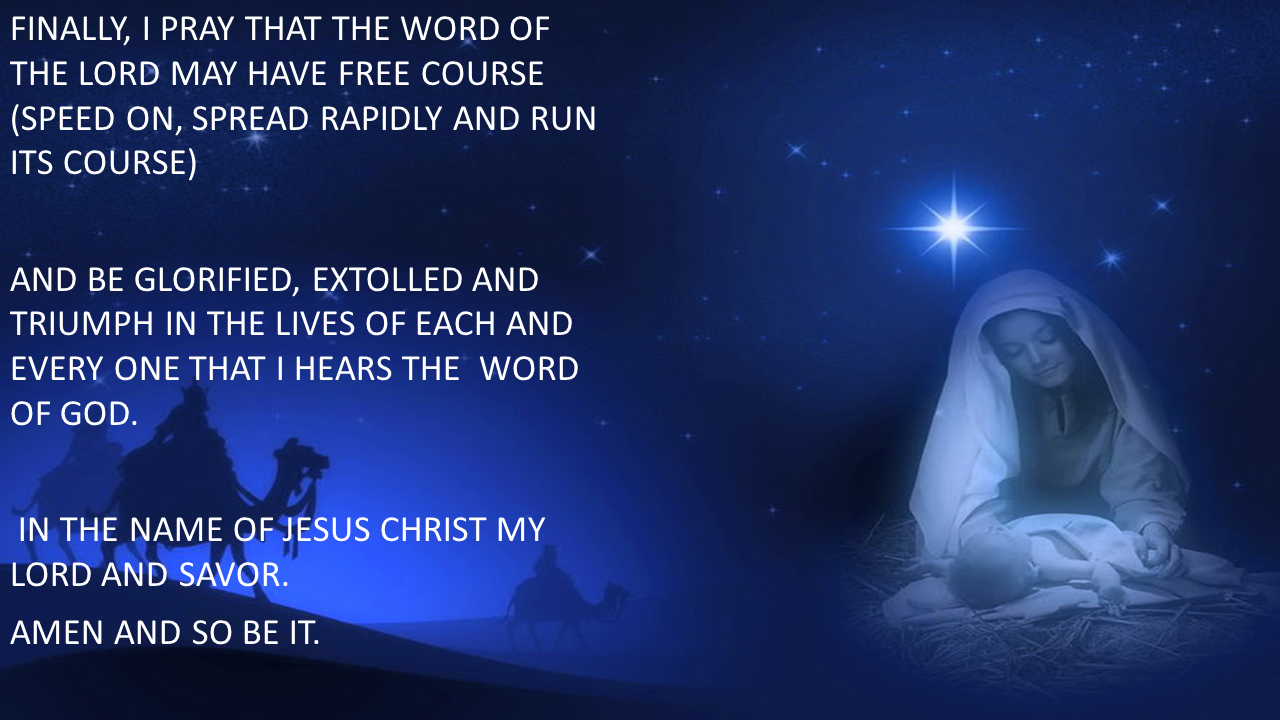 FINALLY, I PRAY THAT THE WORD OF
THE LORD MAY HAVE FREE COURSE
(SPEED ON, SPREAD RAPIDLY AND RUN
ITS COURSE)
AND BE GLORIFIED, EXTOLLED AND
TRIUMPH IN THE LIVES OF EACH AND
EVERY ONE THAT I HEARS THE  WORD
OF GOD.
IN THE NAME OF JESUS CHRIST MY
LORD AND SAVOR.
AMEN AND SO BE IT.